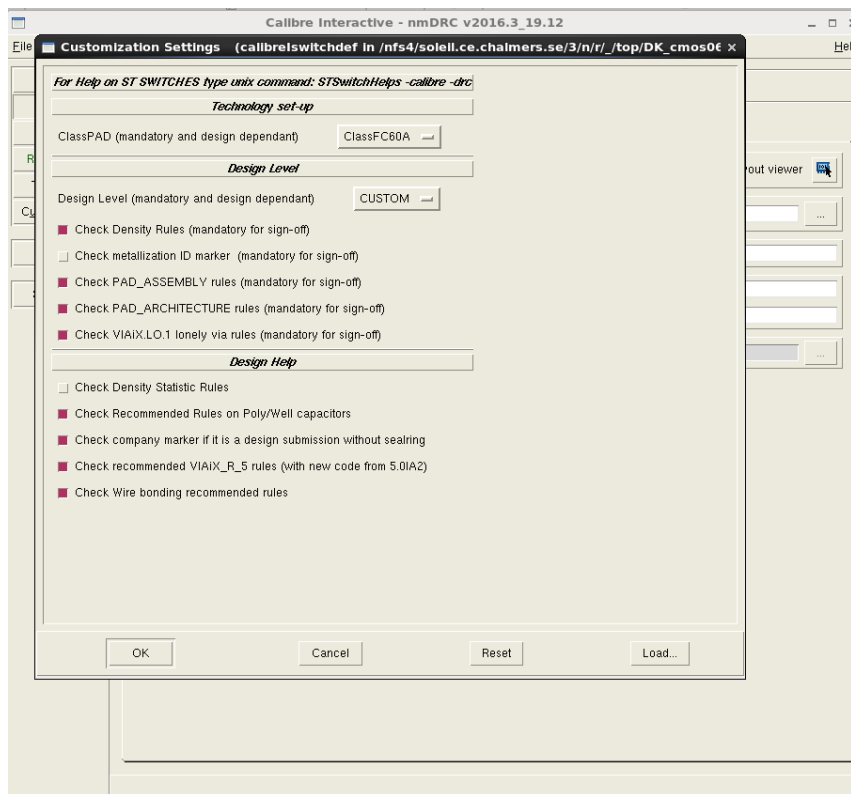 Calibre Interactive - nmDRC v2016.3_19.12
File
Hel
Customization Settings (calibrelswitchdef in /nfs4/soleil.ce.chalmers.se/3/n/r/_/top/DK_cmos06
For Help on ST SWITCHES type unix command: STSwitchHelps -calibre -drc
Technology set-up
ClassPAD (mandatory and design dependant)
ClassFC60A
Design Level
Design Level (mandatory and design dependant)
CUSTOM
Check Density Rules (mandatory for sign-off)
Check metallization ID marker (mandatory for sign-off)
Check PAD_ASSEMBLY rules (mandatory for sign-off)
Check PAD_ARCHITECTURE rules (mandatory for sign-off)
Check VIAiX.LO.1 lonely via rules (mandatory for sign-off)
Design Help
Check Density Statistic Rules
Check Recommended Rules on Poly/Well capacitors
Check company marker if it is a design submission without sealring
Check recommended VIAiX_R_5 rules (with new code from 5.0IA2)
Check Wire bonding recommended rules
R
Cu
out viewer
...
...
OK
Cancel
Reset
Load...